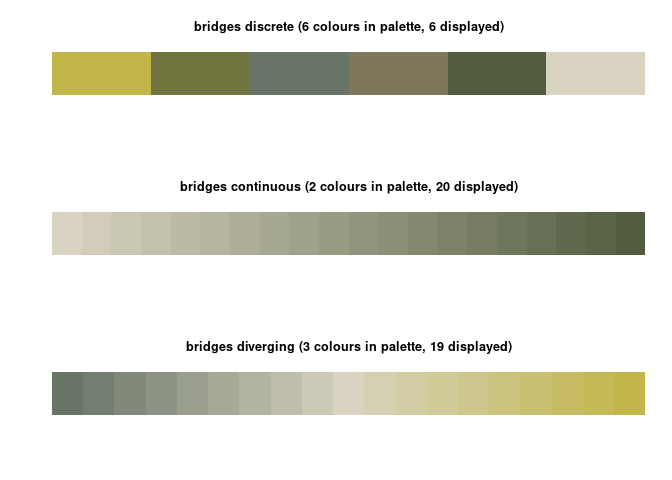 bridges discrete (6 colours in palette, 6 displayed)
bridges continuous (2 colours in palette, 20 displayed)
bridges diverging (3 colours in palette, 19 displayed)